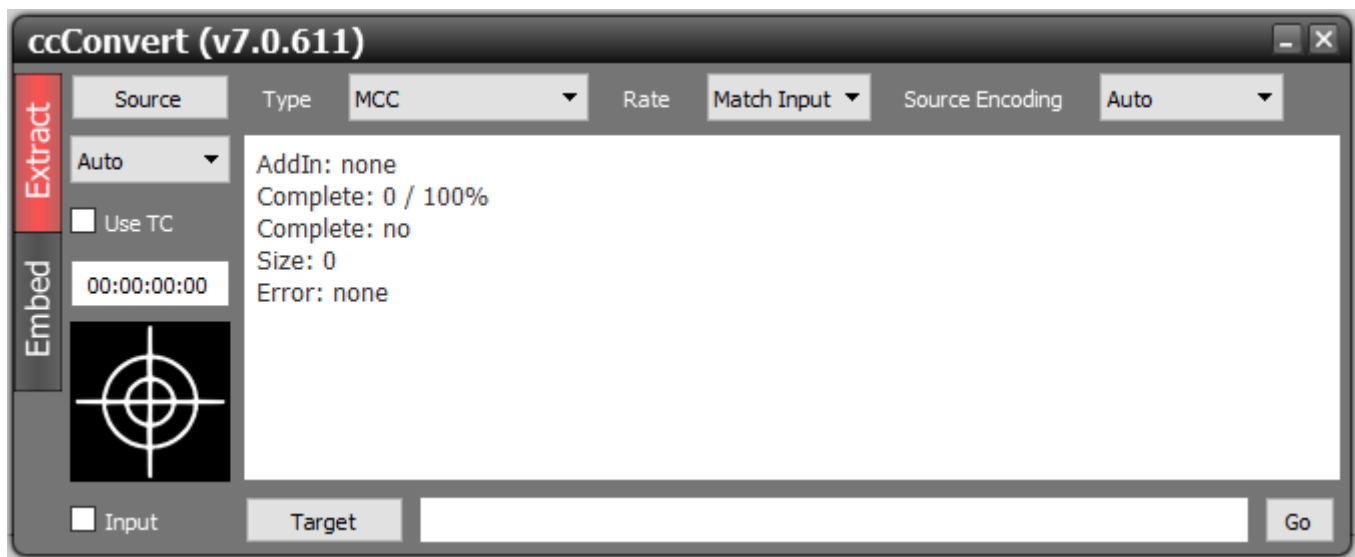 ccConvert (v7.0.611)
Extract
Embed
Source
Type
MCC
Rate
Match Input
Source Encoding
Auto
Auto
Use TC
00:00:00:00
AddIn: none
Complete: 0 / 100%
Complete: no
Size: 0
Error: none
Input
Target
Go